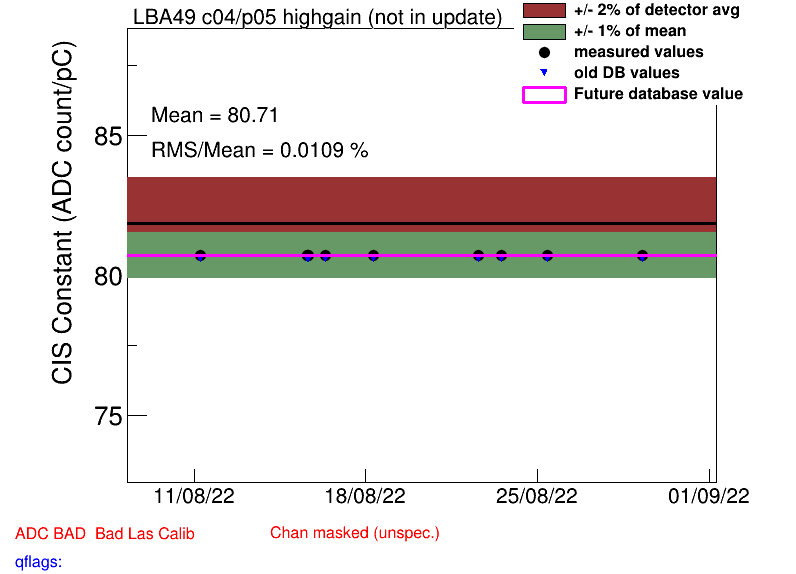 LBA49 c04/p05 highgain (not in update)
+/- 2% of detector avg
+/- 1% of mean
measured values
old DB values
Future database value
CIS Constant (ADC count/pC)
Mean = 80.71
RMS/Mean = 0.0109 %
85
80
75
11/08/22 18/08/22 25/08/22 01/09/22
ADC BAD Bad Las Calib Chan masked (unspec.)
qflags: